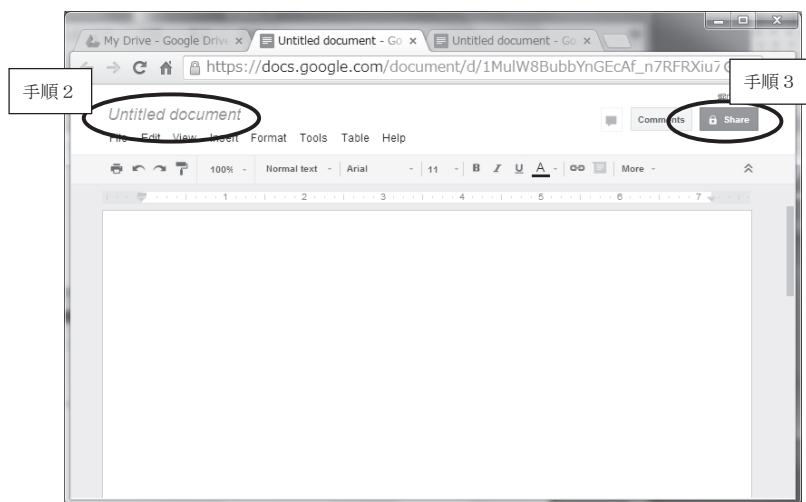 My Drive - Google Drive
Untitled document - Go
Untitled document - Go
https://docs.google.com/document/d/1MulW8BubbYnGEcAf_n7RFRXiu7
手順２
手順３
Untitled document
Comments
Share
File Edit View Insert Format Tools Table Help
100% - Normal text - Arial - 11 - B I U A - More -
1 2 3 4 5 6 7